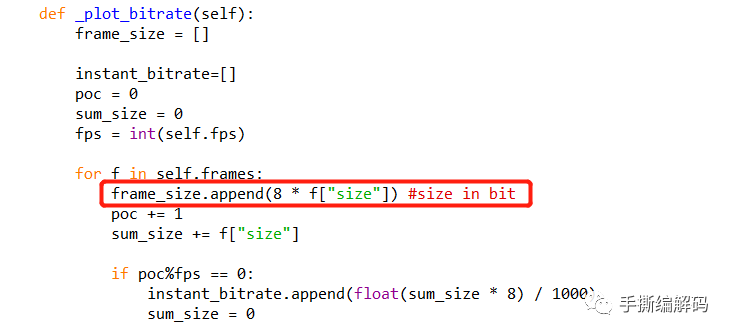 def _plot_bitrate(self):
    frame_size = []

    instant_bitrate=[]
    poc = 0
    sum_size = 0
    fps = int(self.fps)

    for f in self.frames:
        frame_size.append(8 * f["size"]) #size in bit
        poc += 1
        sum_size += f["size"]

        if poc%fps == 0:
            instant_bitrate.append(float(sum_size * 8) / 1000)
            sum_size = 0
手撕编解码